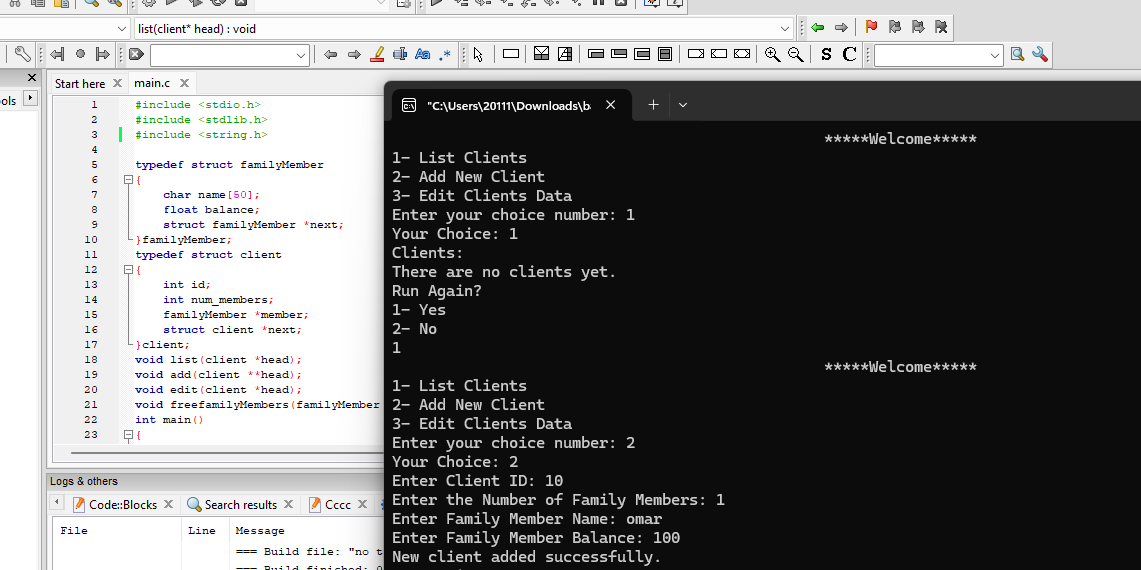 list(client* head) : void
Aa
.*
S C
ols
Start here
main.c
1 #include <stdio.h>
2 #include <stdlib.h>
3 #include <string.h>
4
5 typedef struct familyMember
6 {
7 char name[50];
8 float balance;
9 struct familyMember *next;
10 }familyMember;
11 typedef struct client
12 {
13 int id;
14 int num_members;
15 familyMember *member;
16 struct client *next;
17 }client;
18 void list(client *head);
19 void add(client **head);
20 void edit(client *head);
21 void freefamilyMembers(familyMember
22 int main()
23 {
Logs & others
Code::Blocks
Search results
Cccc
File Line Message
=== Build file: "no t
=== Build finished: 0
"C:\Users\20111\Downloads\ba
*****Welcome*****
1- List Clients
2- Add New Client
3- Edit Clients Data
Enter your choice number: 1
Your Choice: 1
Clients:
There are no clients yet.
Run Again?
1- Yes
2- No
1
*****Welcome*****
1- List Clients
2- Add New Client
3- Edit Clients Data
Enter your choice number: 2
Your Choice: 2
Enter Client ID: 10
Enter the Number of Family Members: 1
Enter Family Member Name: omar
Enter Family Member Balance: 100
New client added successfully.